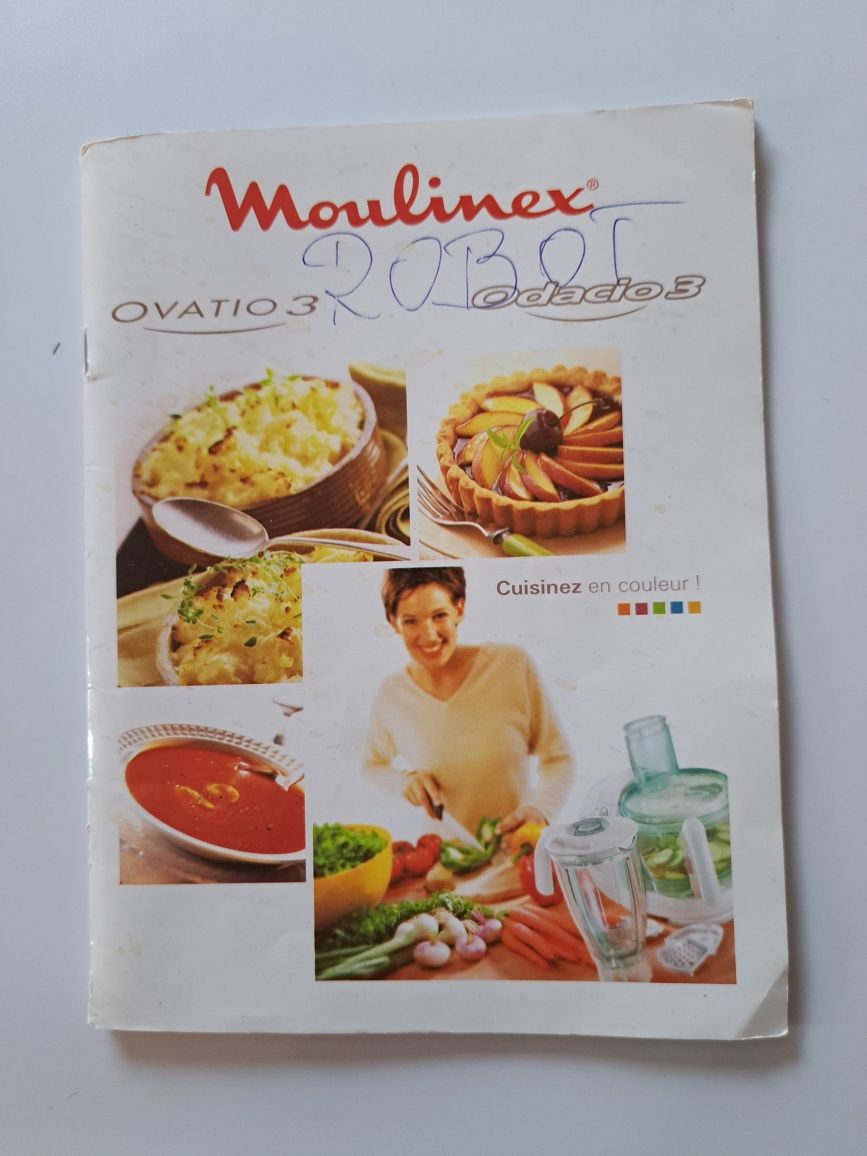 Moulinex®
ROBOT
OVATIO 3
odacio 3
Cuisinez en couleur !